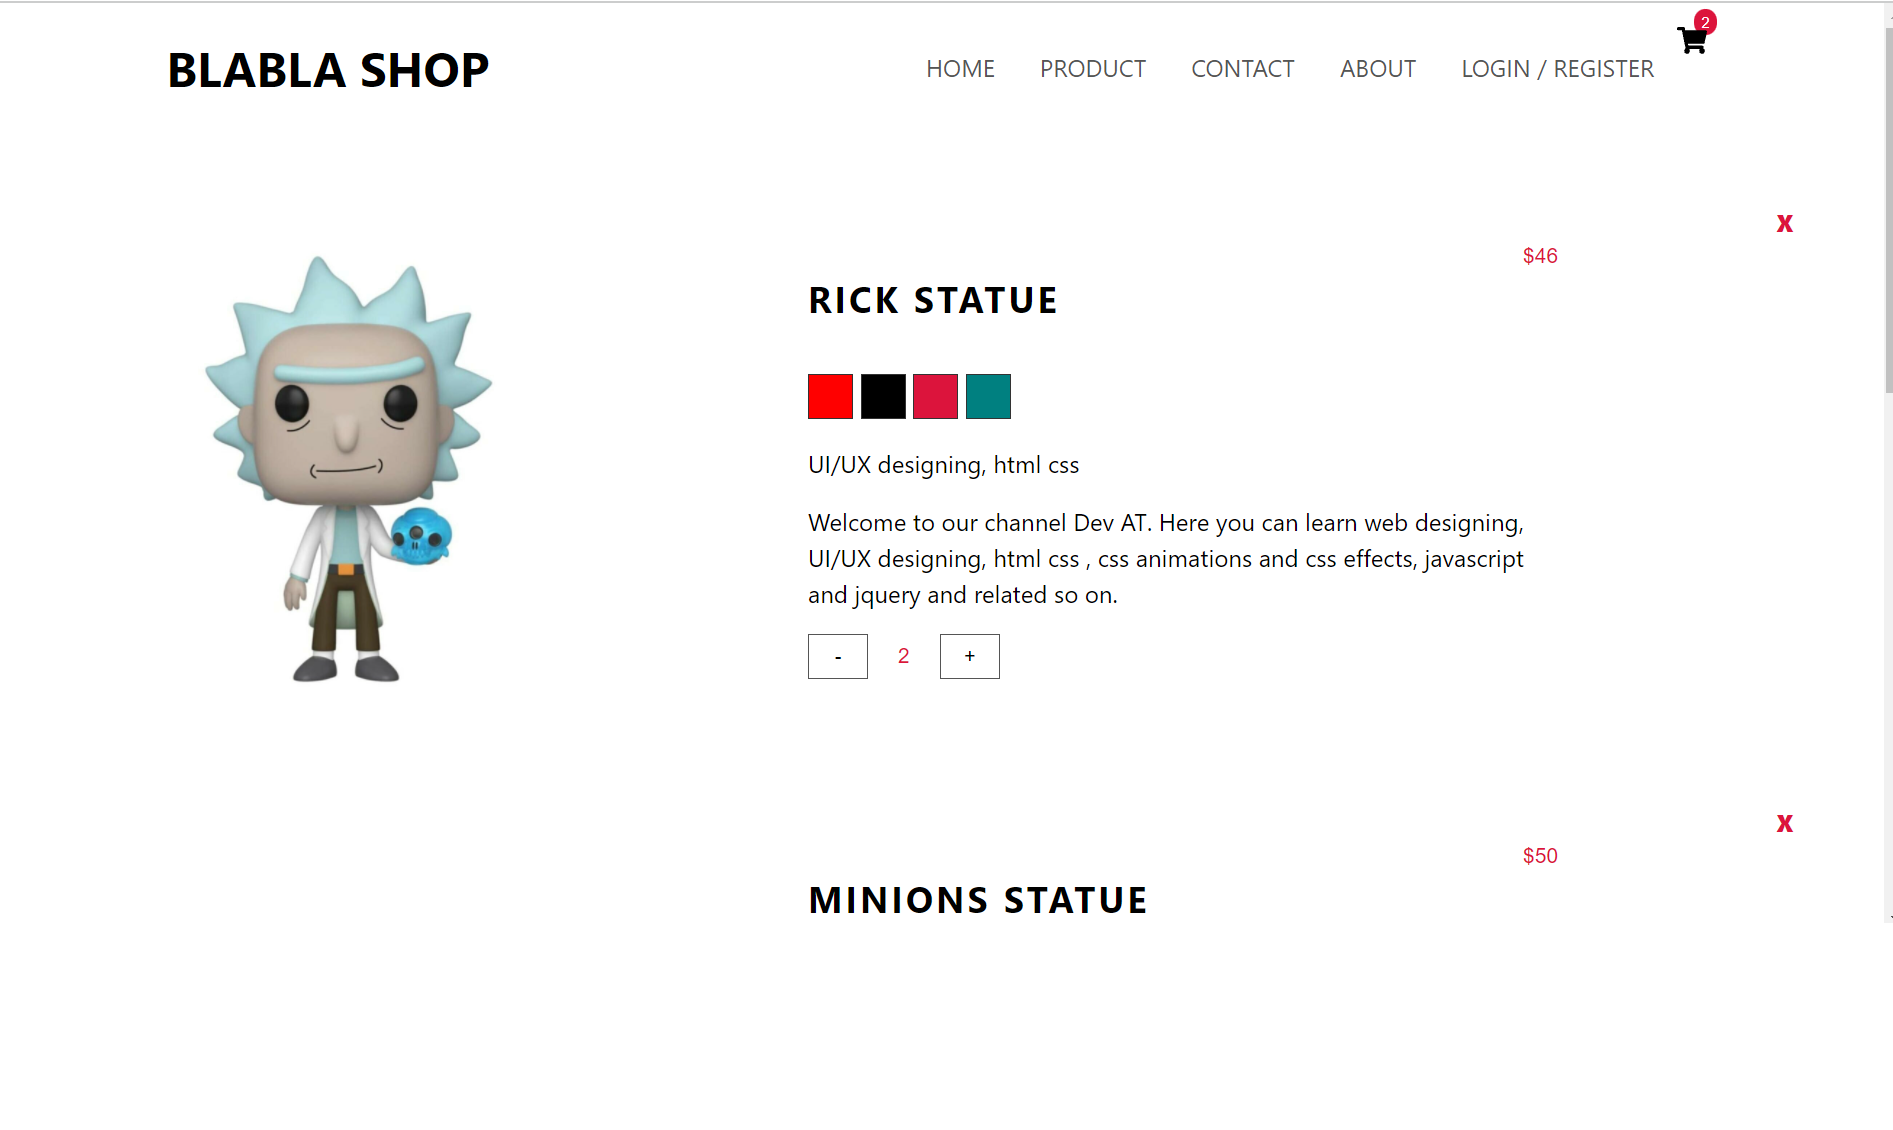 BLABLA SHOP
HOME PRODUCT CONTACT ABOUT LOGIN / REGISTER 2
X
$46
RICK STATUE
UI/UX designing, html css
Welcome to our channel Dev AT. Here you can learn web designing,
UI/UX designing, html css , css animations and css effects, javascript
and jquery and related so on.
- 2 +
X
$50
MINIONS STATUE